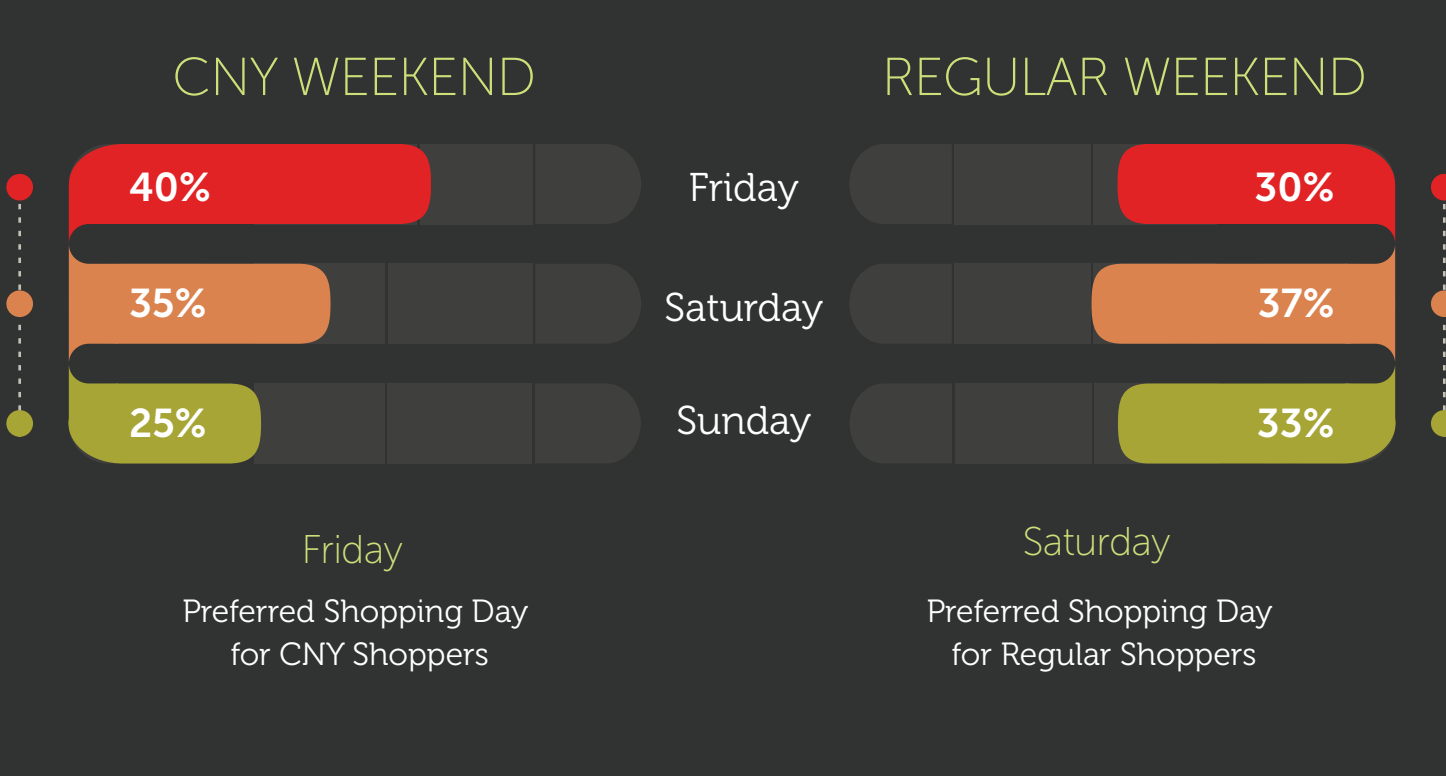 CNY WEEKEND
REGULAR WEEKEND
40%
Friday
30%
35%
Saturday
37%
25%
Sunday
33%
Friday
Preferred Shopping Day
for CNY Shoppers
Saturday
Preferred Shopping Day
for Regular Shoppers